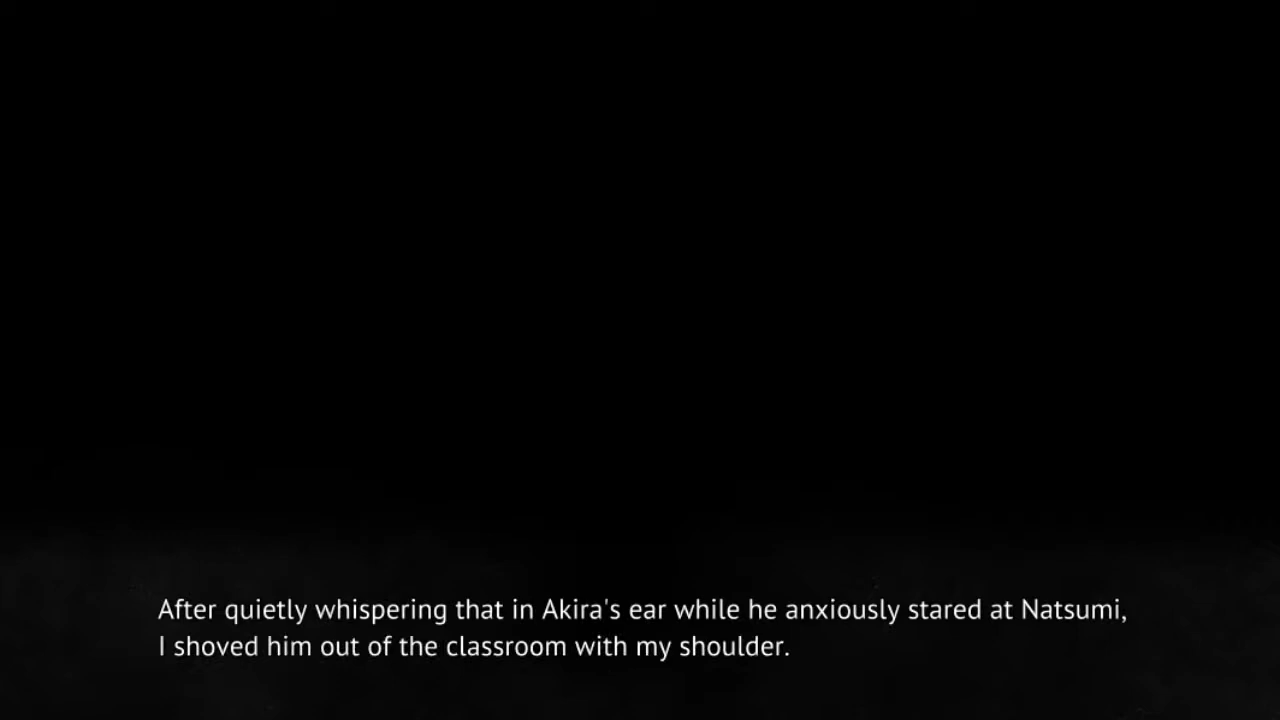 After quietly whispering that in Akira's ear while he anxiously stared at Natsumi,
I shoved him out of the classroom with my shoulder.